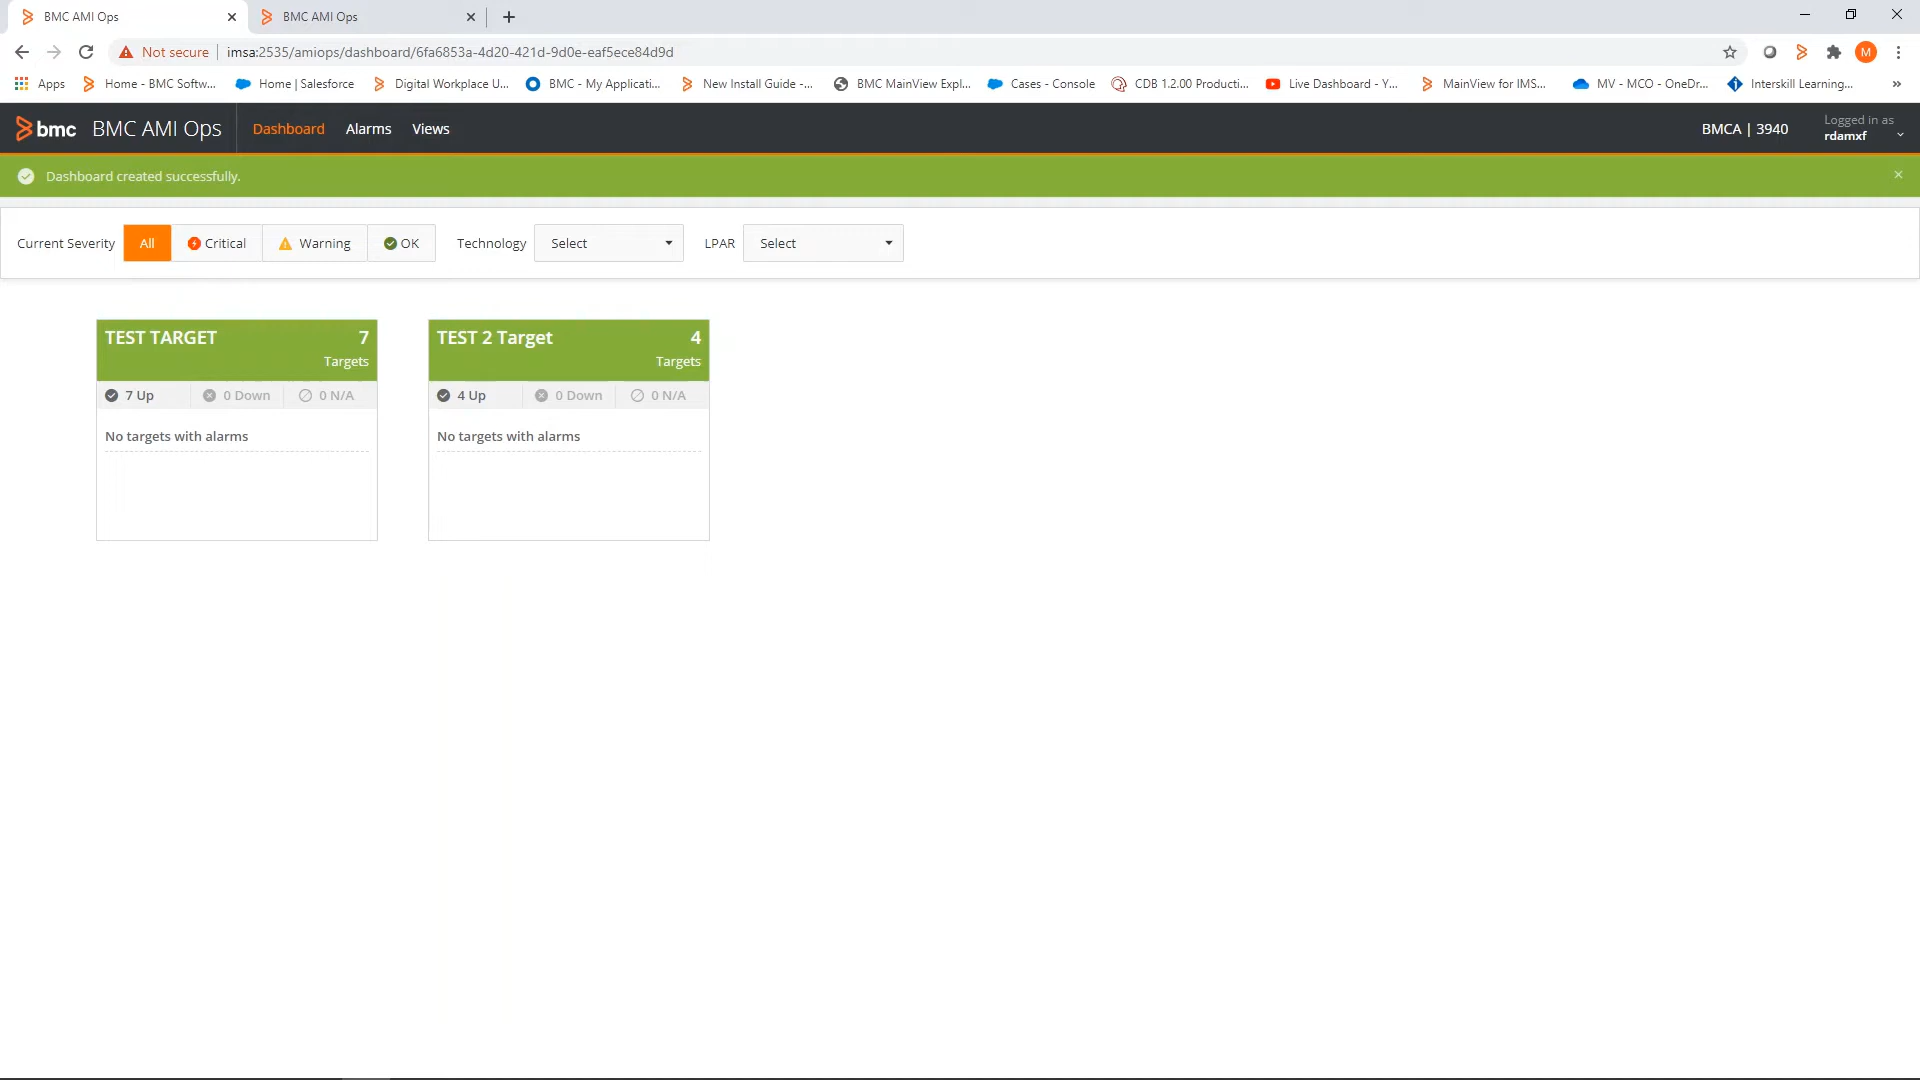 BMC AMI Ops
BMC AMI Ops
Not secure
imsa:2535/amiops/dashboard/6fa6853a-4d20-421d-9d0e-eaf5ece84d9d
M
Apps
Home - BMC Softw...
Home | Salesforce
Digital Workplace U...
BMC - My Applicati...
New Install Guide -...
BMC MainView Expl...
Cases - Console
CDB 1.2.00 Producti...
Live Dashboard - Y...
MainView for IMS...
MV - MCO - OneDr...
Interskill Learning...
bmc
BMC AMI Ops
Dashboard
Alarms
Views
BMCA | 3940
Logged in as
rdamxf
Dashboard created successfully.
Current Severity
All
Critical
Warning
OK
Technology
Select
LPAR
Select
TEST TARGET
7
Targets
7 Up
0 Down
0 N/A
No targets with alarms
TEST 2 Target
4
Targets
4 Up
0 Down
0 N/A
No targets with alarms